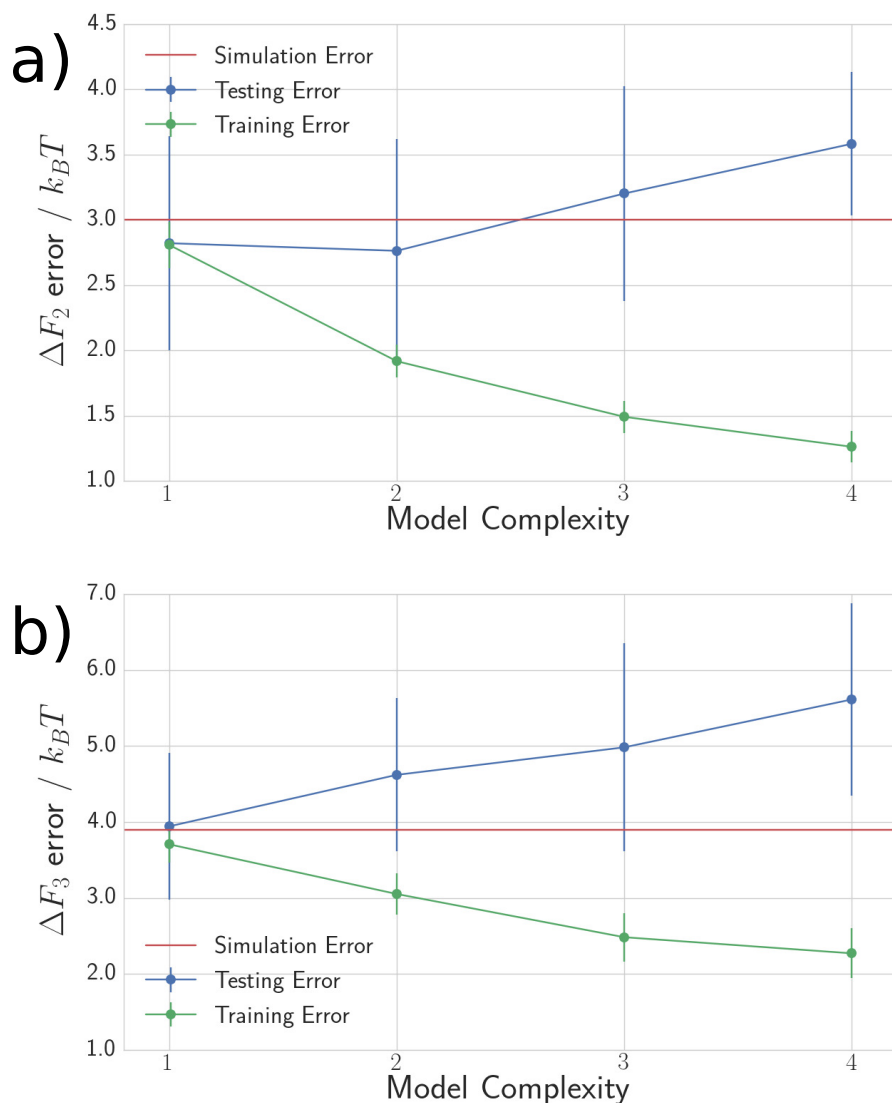 a)
4.5
4.0
3.5
3.0
2.5
2.0
1.5
1.0
ΔF₂ error / k_BT
Simulation Error
Testing Error
Training Error
1 2 3 4
Model Complexity
b)
7.0
6.0
5.0
4.0
3.0
2.0
1.0
ΔF₃ error / k_BT
Simulation Error
Testing Error
Training Error
1 2 3 4
Model Complexity